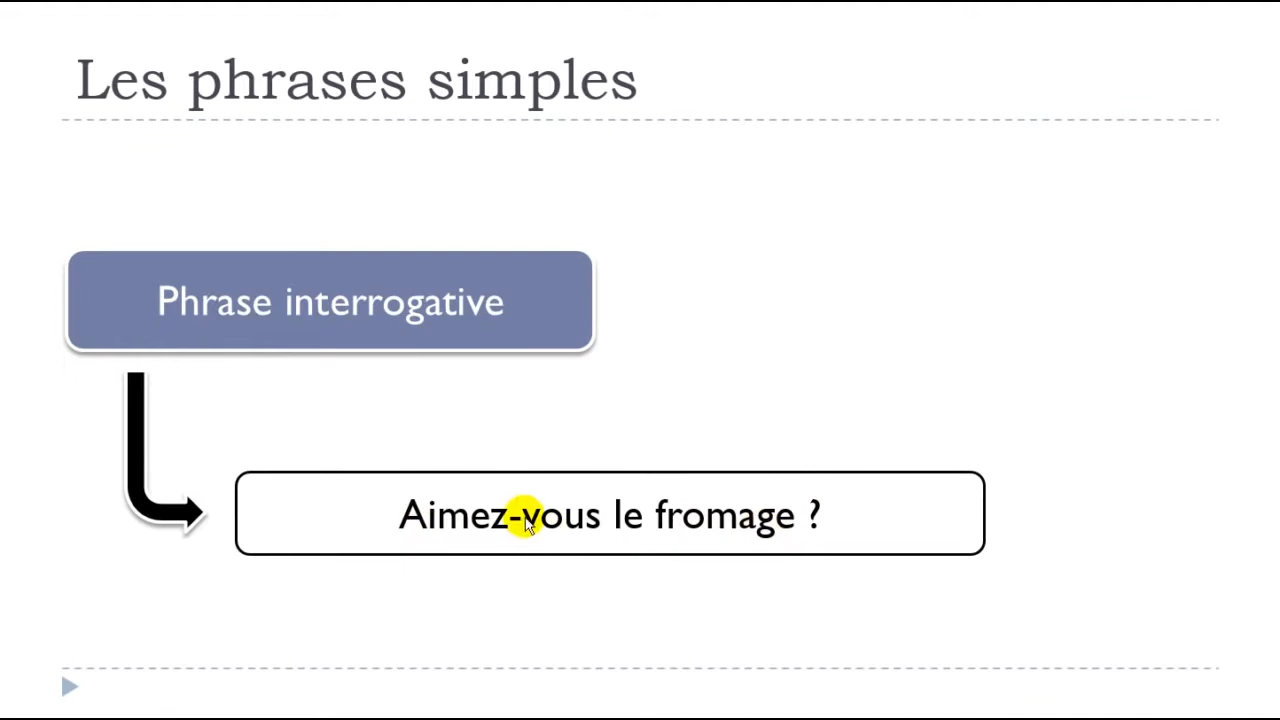 Les phrases simples
Phrase interrogative
Aimez-vous le fromage ?